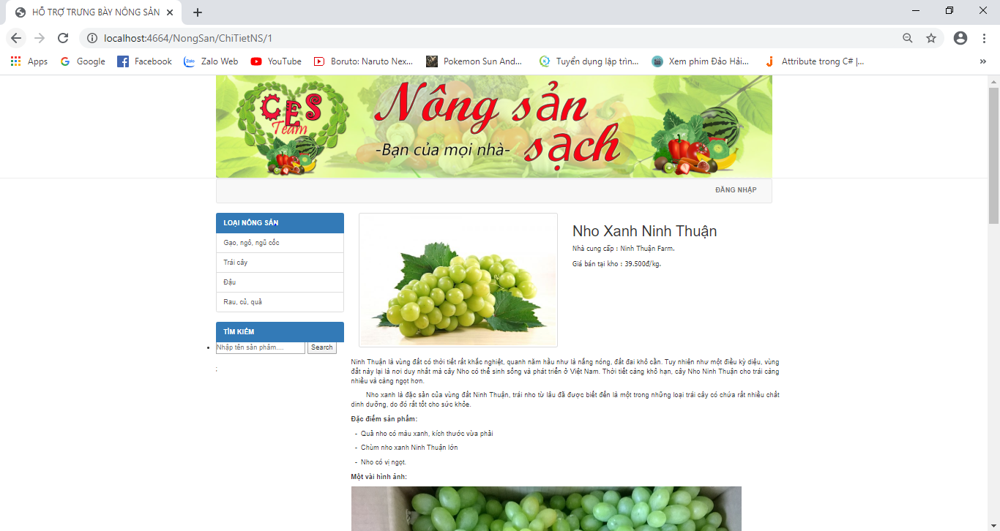 HỖ TRỢ TRƯNG BÀY NÔNG SẢN
localhost:4664/NongSan/ChiTietNS/1
Apps Google Facebook Zalo Web YouTube Boruto: Naruto Nex... Pokemon Sun And... Tuyển dụng lập trìn... Xem phim Đảo Hải... Attribute trong C# |... »
CES
Team
Nông sản
-Bạn của mọi nhà- sạch
ĐĂNG NHẬP
LOẠI NÔNG SẢN
Gạo, ngô, ngũ cốc
Trái cây
Đậu
Rau, củ, quả
TÌM KIẾM
Nhập tên sản phẩm.... Search
;
Nho Xanh Ninh Thuận
Nhà cung cấp : Ninh Thuận Farm.
Giá bán tại kho : 39.500đ/kg.
Ninh Thuận là vùng đất có thời tiết rất khắc nghiệt, quanh năm hầu như là nắng nóng, đất đai khô cằn. Tuy nhiên như một điều kỳ diệu, vùng
đất này lại là nơi duy nhất mà cây Nho có thể sinh sống và phát triển ở Việt Nam. Thời tiết càng khô hạn, cây Nho Ninh Thuận cho trái càng
nhiều và càng ngọt hơn.
Nho xanh là đặc sản của vùng đất Ninh Thuận, trái nho từ lâu đã được biết đến là một trong những loại trái cây có chứa rất nhiều chất
dinh dưỡng, do đó rất tốt cho sức khỏe.
Đặc điểm sản phẩm:
- Quả nho có màu xanh, kích thước vừa phải
- Chùm nho xanh Ninh Thuận lớn
- Nho có vị ngọt.
Một vài hình ảnh: